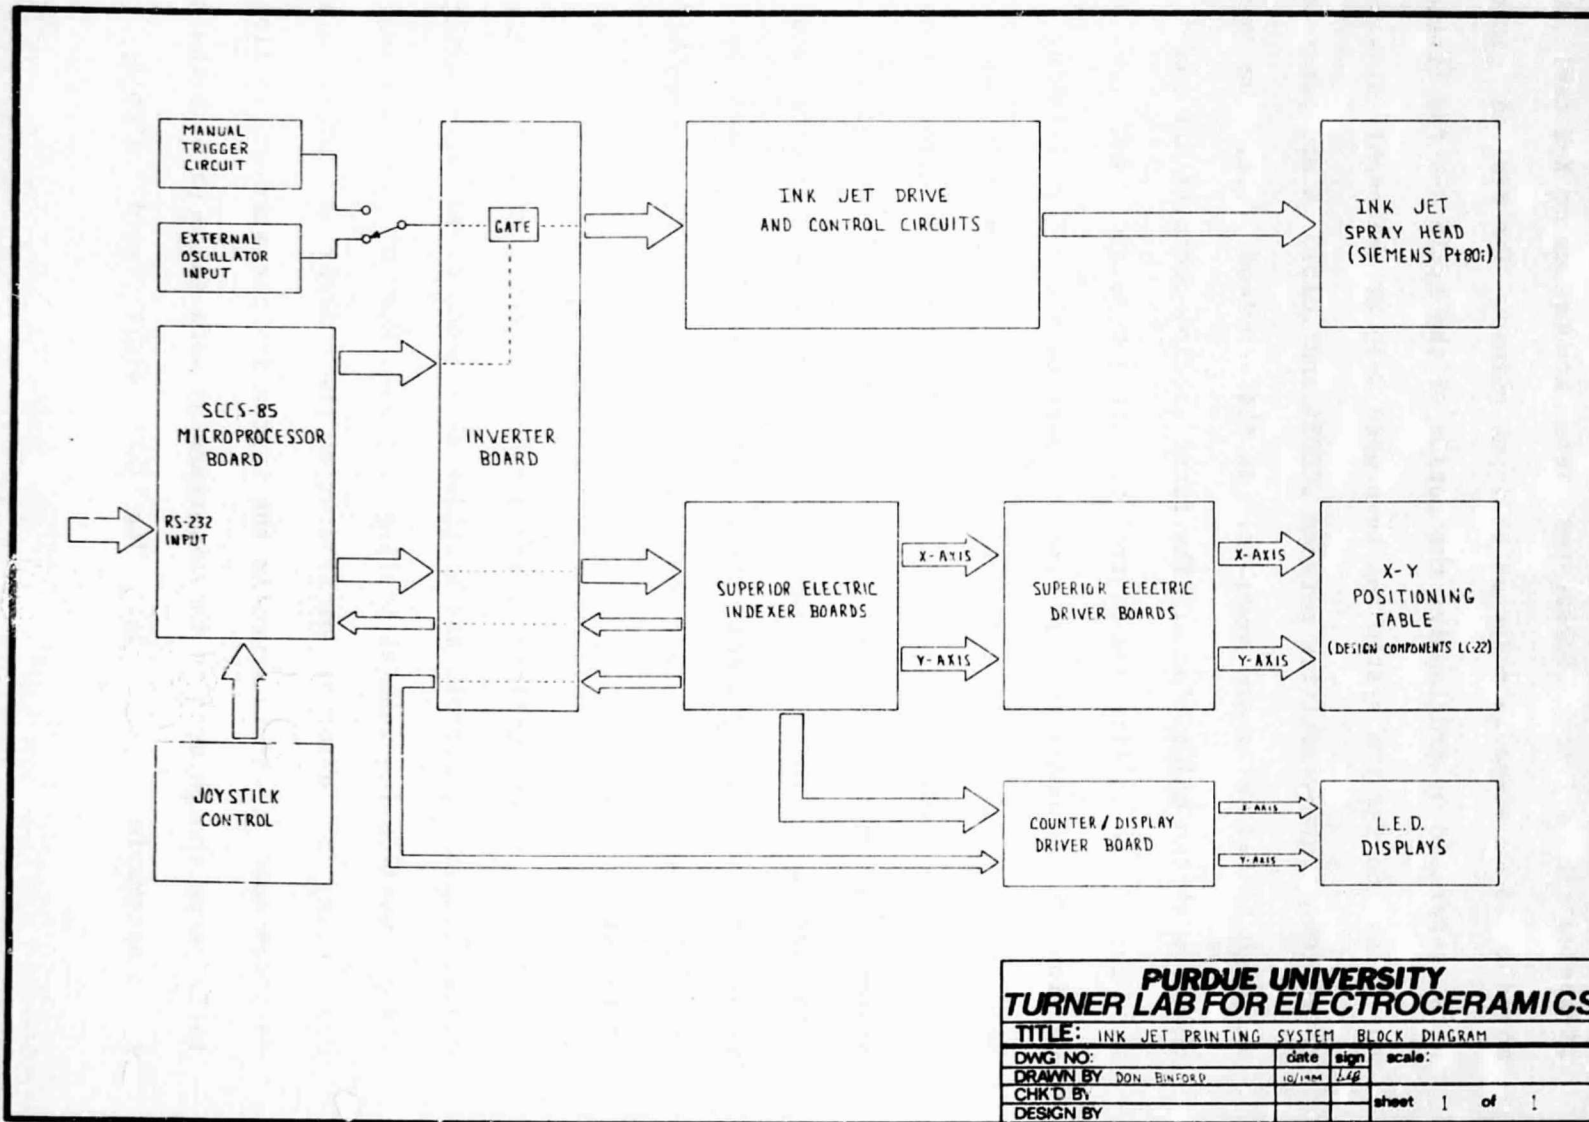 MANUAL
TRIGGER
CIRCUIT
EXTERNAL
OSCILLATOR
INPUT
GATE
INK JET DRIVE
AND CONTROL CIRCUITS
INK JET
SPRAY HEAD
(SIEMENS Pt80i)
SCCS-85
MICROPROCESSOR
BOARD
RS-232
INPUT
INVERTER
BOARD
SUPERIOR ELECTRIC
INDEXER BOARDS
X-AXIS
Y-AXIS
SUPERIOR ELECTRIC
DRIVER BOARDS
X-AXIS
Y-AXIS
X-Y
POSITIONING
TABLE
(DESIGN COMPONENTS LC-22)
JOYSTICK
CONTROL
COUNTER / DISPLAY
DRIVER BOARD
X-AXIS
Y-AXIS
L.E.D.
DISPLAYS
PURDUE UNIVERSITY
TURNER LAB FOR ELECTROCERAMICS
TITLE: INK JET PRINTING SYSTEM BLOCK DIAGRAM
DWG NO: date sign scale:
DRAWN BY DON BINFORD
CHK'D BY
DESIGN BY
sheet 1 of 1